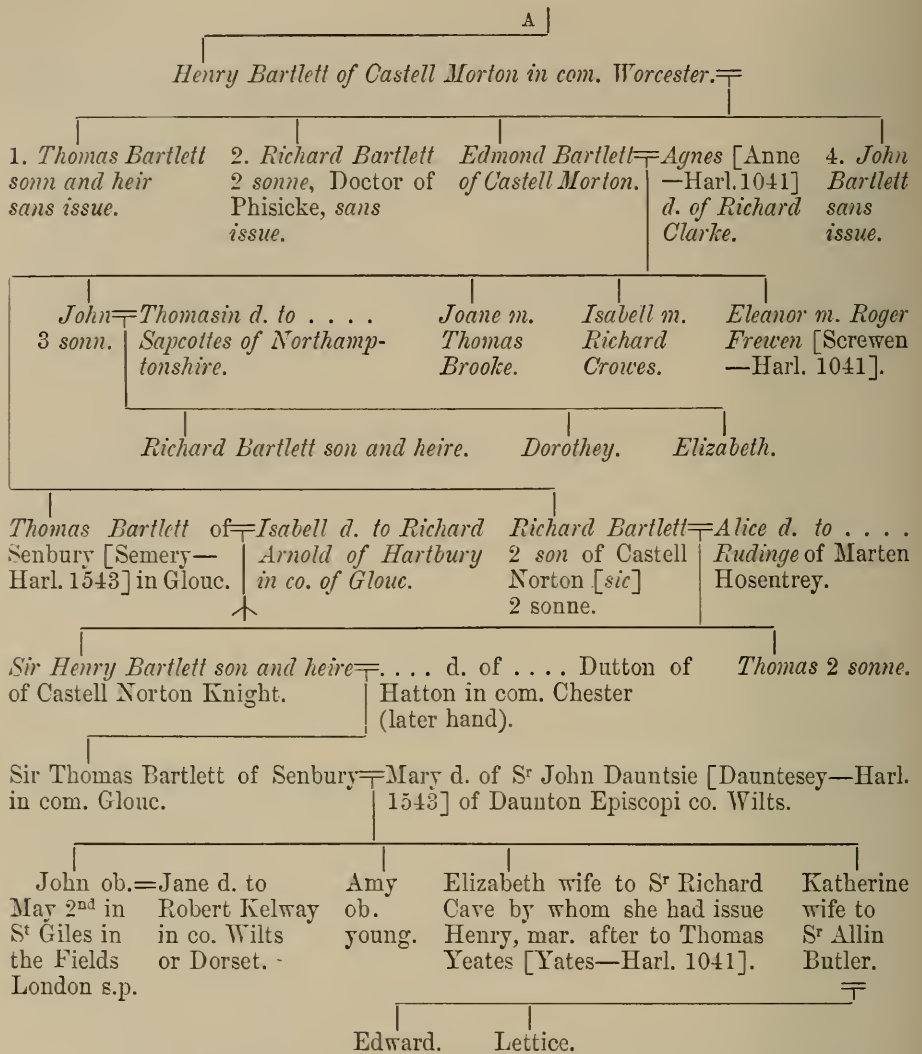 A
Henry Bartlett of Castell Morton in com. Worcester.
1. Thomas Bartlett
sonn and heir
sans issue.
2. Richard Bartlett
2 sonne, Doctor of
Phisicke, sans
issue.
Edmond Bartlett
of Castell Morton.
Agnes [Anne
—Harl. 1041]
d. of Richard
Clarke.
4. John
Bartlett
sans
issue.
John
3 sonn.
Thomasin d. to . . . .
Sapcottes of Northamp-
tonshire.
Joane m.
Thomas
Brooke.
Isabell m.
Richard
Crowes.
Eleanor m. Roger
Frewen [Screwen
—Harl. 1041].
Richard Bartlett son and heire.
Dorothey.
Elizabeth.
Thomas Bartlett of
Senbury [Semery—
Harl. 1543] in Glouc.
Isabell d. to Richard
Arnold of Hartbury
in co. of Glouc.
Richard Bartlett
2 son of Castell
Norton [sic]
2 sonne.
Alice d. to . . . .
Rudinge of Marten
Hosentrey.
Sir Henry Bartlett son and heire
of Castell Norton Knight.
. . . . d. of . . . . Dutton of
Hatton in com. Chester
(later hand).
Thomas 2 sonne.
Sir Thomas Bartlett of Senbury
in com. Glouc.
Mary d. of Sʳ John Dauntsie [Dauntesey—Harl.
1543] of Daunton Episcopi co. Wilts.
John ob.
May 2ⁿᵈ in
Sᵗ Giles in
the Fields
London s.p.
Jane d. to
Robert Kelway
in co. Wilts
or Dorset.
Amy
ob.
young.
Elizabeth wife to Sʳ Richard
Cave by whom she had issue
Henry, mar. after to Thomas
Yeates [Yates—Harl. 1041].
Katherine
wife to
Sʳ Allin
Butler.
Edward.
Lettice.